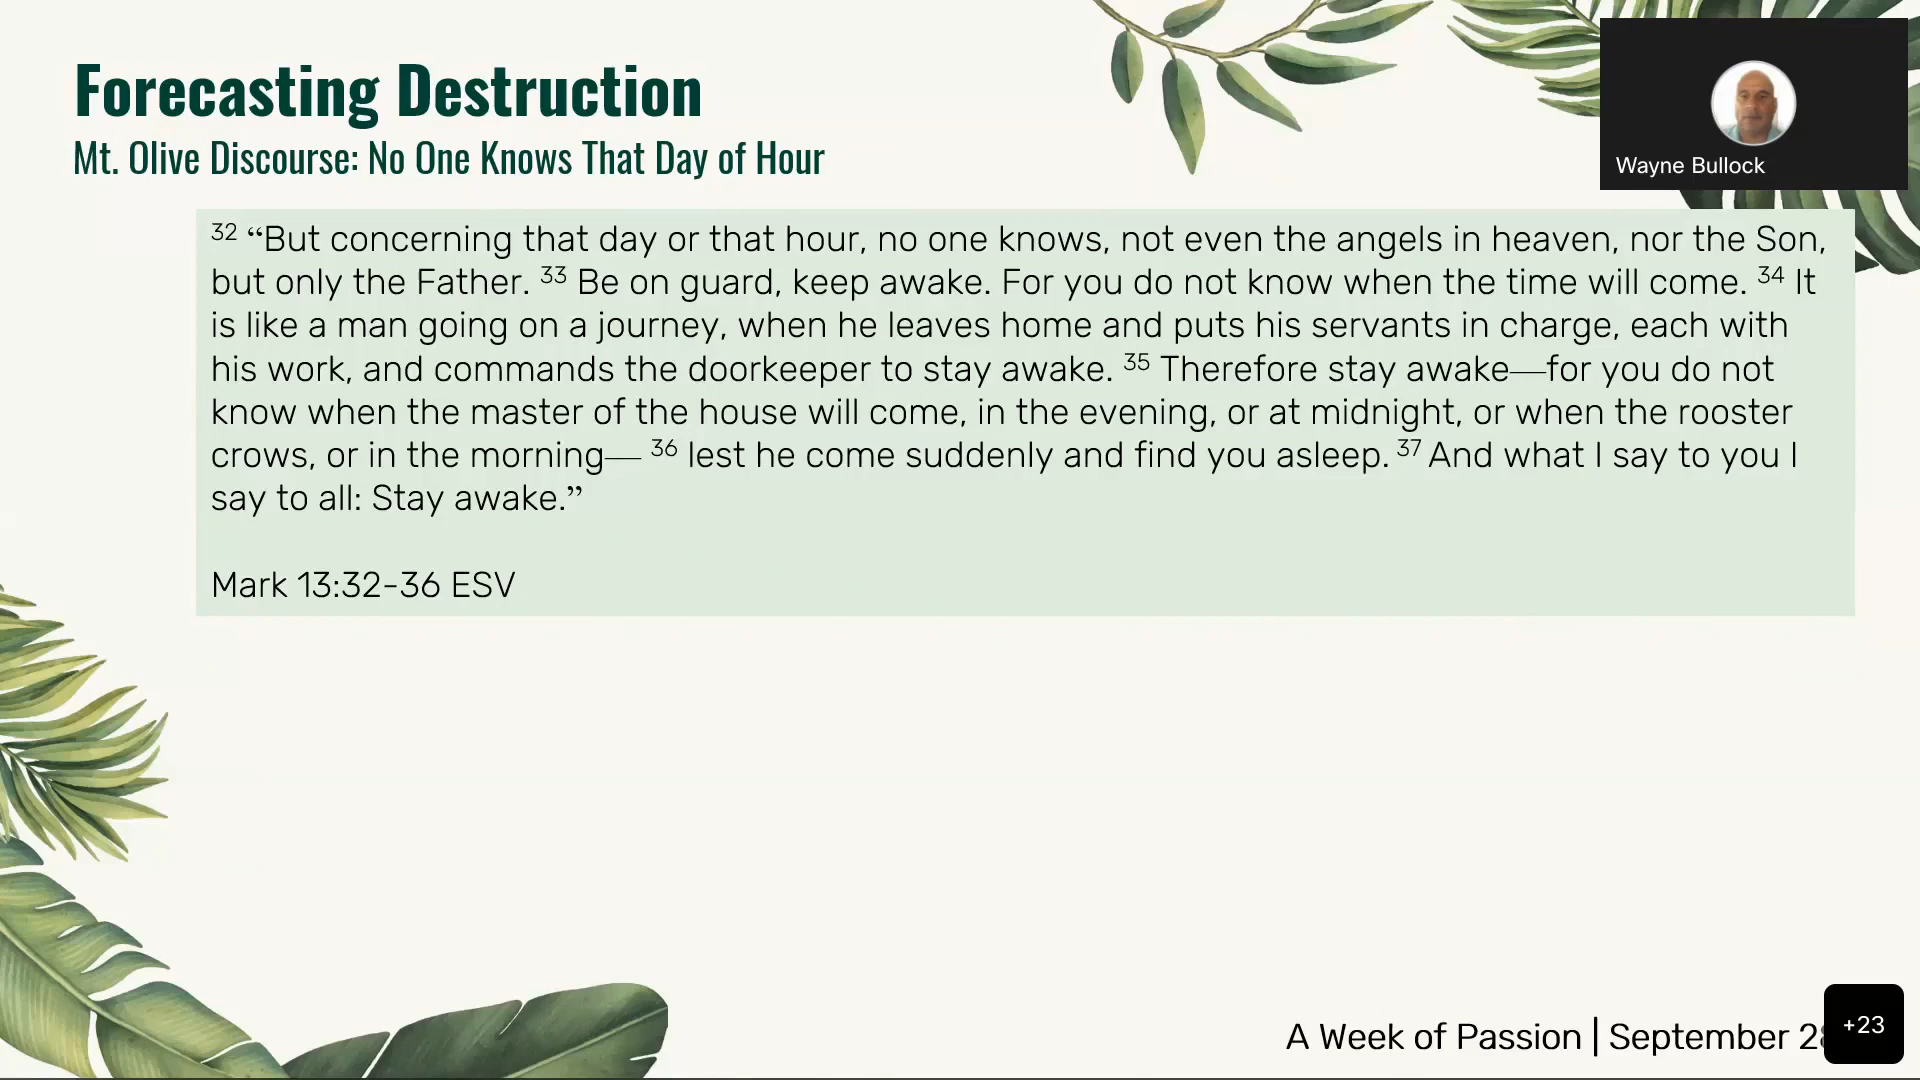 Forecasting Destruction
Mt. Olive Discourse: No One Knows That Day of Hour
Wayne Bullock
32 “But concerning that day or that hour, no one knows, not even the angels in heaven, nor the Son,
but only the Father. 33 Be on guard, keep awake. For you do not know when the time will come. 34 It
is like a man going on a journey, when he leaves home and puts his servants in charge, each with
his work, and commands the doorkeeper to stay awake. 35 Therefore stay awake—for you do not
know when the master of the house will come, in the evening, or at midnight, or when the rooster
crows, or in the morning— 36 lest he come suddenly and find you asleep. 37 And what I say to you I
say to all: Stay awake.”
Mark 13:32-36 ESV
A Week of Passion | September
+23